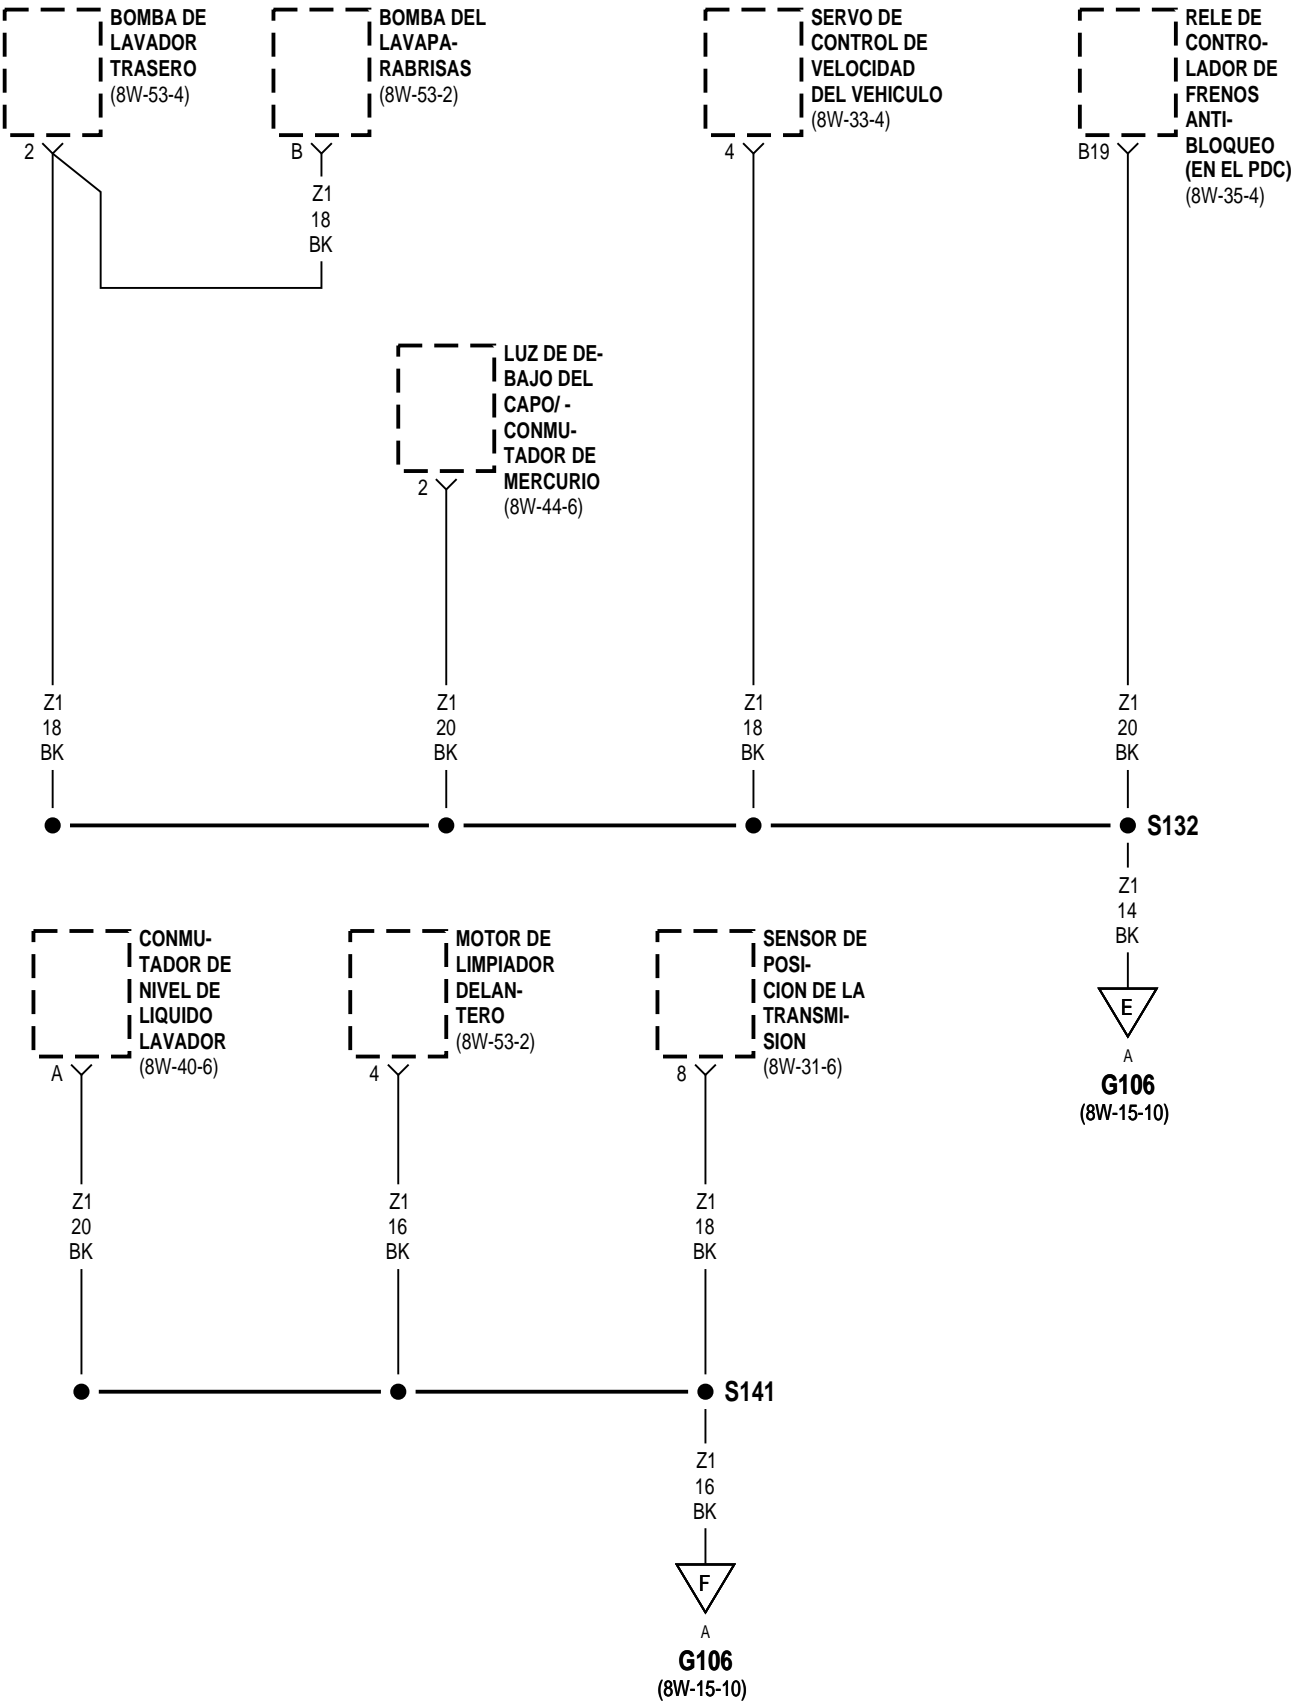 BOMBA DE
LAVADOR
TRASERO
(8W-53-4)
2
BOMBA DEL
LAVAPA-
RABRISAS
(8W-53-2)
B
Z1
18
BK
SERVO DE
CONTROL DE
VELOCIDAD
DEL VEHICULO
(8W-33-4)
4
RELE DE
CONTRO-
LADOR DE
FRENOS
ANTI-
BLOQUEO
(EN EL PDC)
(8W-35-4)
B19
LUZ DE DE-
BAJO DEL
CAPO/ -
CONMU-
TADOR DE
MERCURIO
(8W-44-6)
2
Z1
18
BK
Z1
20
BK
Z1
18
BK
Z1
20
BK
S132
Z1
14
BK
E
A
G106
(8W-15-10)
CONMU-
TADOR DE
NIVEL DE
LIQUIDO
LAVADOR
(8W-40-6)
A
MOTOR DE
LIMPIADOR
DELAN-
TERO
(8W-53-2)
4
SENSOR DE
POSI-
CION DE LA
TRANSMI-
SION
(8W-31-6)
8
Z1
20
BK
Z1
16
BK
Z1
18
BK
S141
Z1
16
BK
F
A
G106
(8W-15-10)